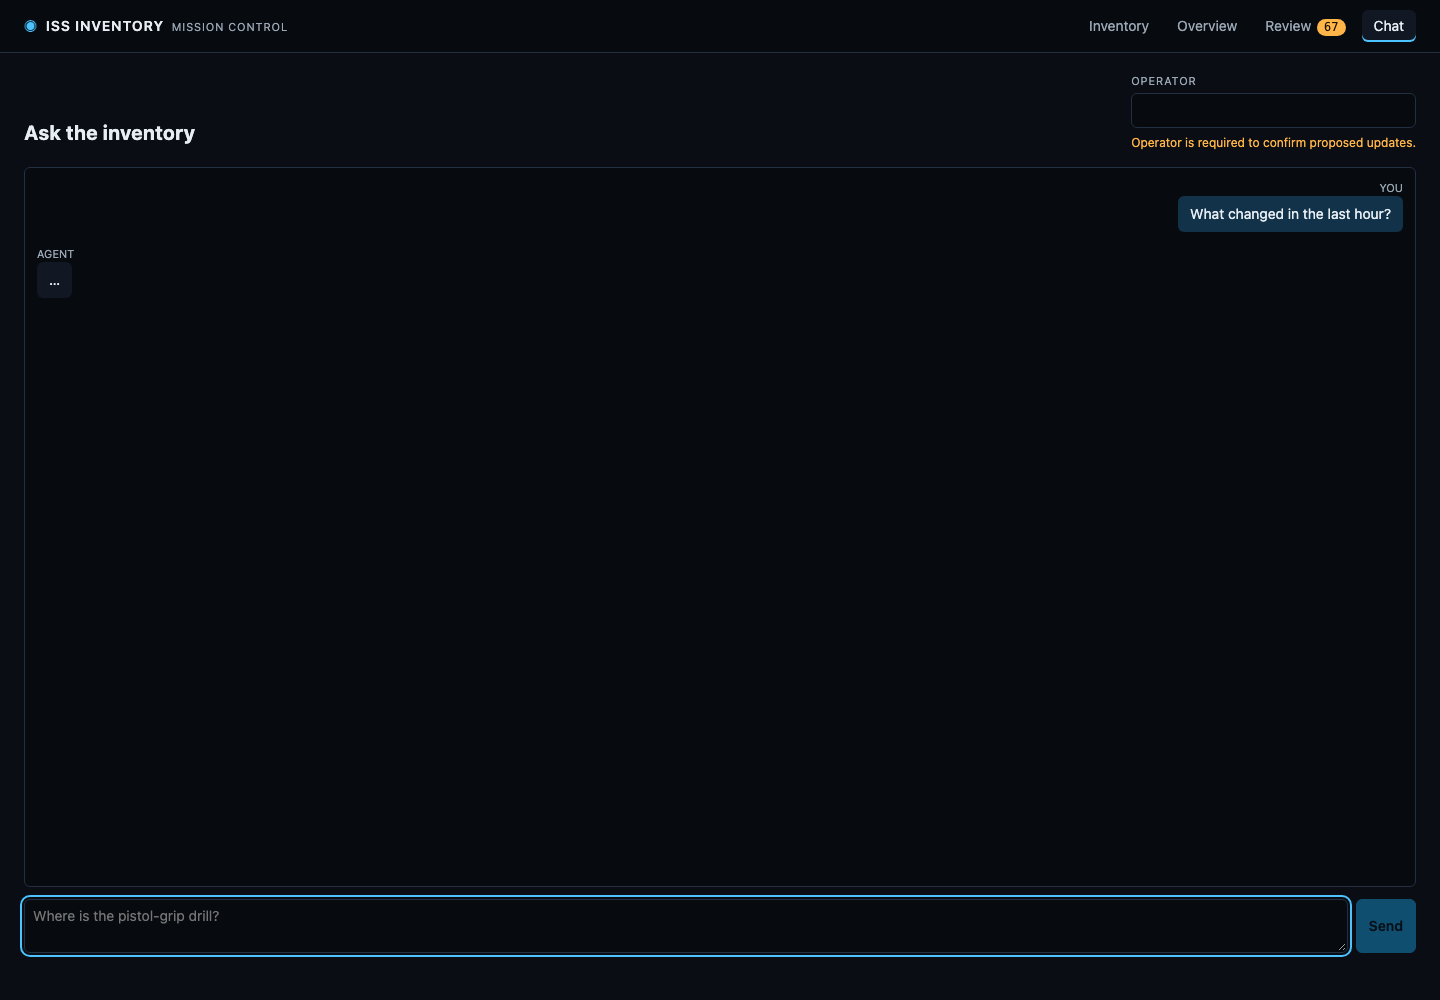 ISS INVENTORY MISSION CONTROL
Inventory Overview Review 67 Chat
OPERATOR
Ask the inventory
Operator is required to confirm proposed updates.
YOU
What changed in the last hour?
AGENT
...
Where is the pistol-grip drill?
Send